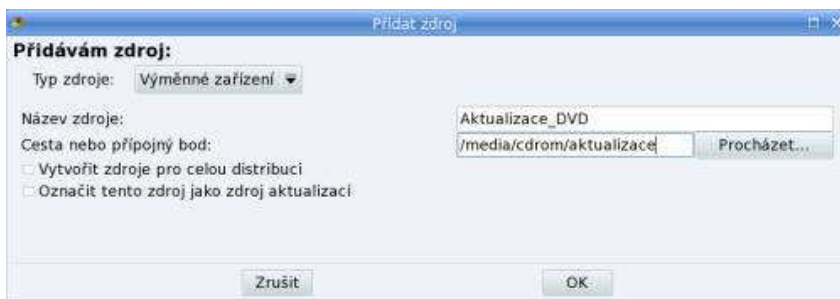 Přidat zdroj
Přidávám zdroj:
Typ zdroje: Výměnné zařízení
Název zdroje: Aktualizace_DVD
Cesta nebo přípojný bod: /media/cdrom/aktualizace Procházet...
Vytvořit zdroje pro celou distribuci
Označit tento zdroj jako zdroj aktualizací
Zrušit OK